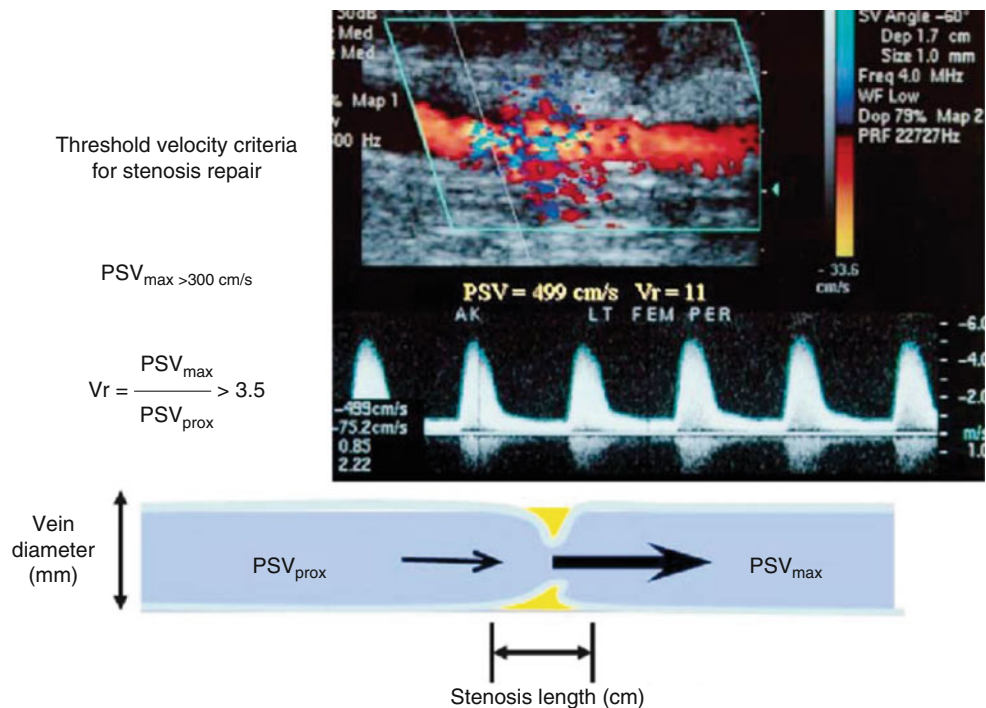 50dB
Med
Med
% Map 1
500 Hz
SV Angle -60°
Dep 1.7 cm
Size 1.0 mm
Freq 4.0 MHz
WF Low
Dop 79% Map 2
PRF 22727Hz
- 33.6
cm/s
Threshold velocity criteria
for stenosis repair
PSVmax >300 cm/s
Vr = PSVmax / PSVprox > 3.5
PSV = 499 cm/s Vr = 11
AK LT FEM PER
-6.0
-4.0
-2.0
m/s
1.0
-499cm/s
-75.2cm/s
0.85
2.22
Vein
diameter
(mm)
PSVprox
PSVmax
Stenosis length (cm)